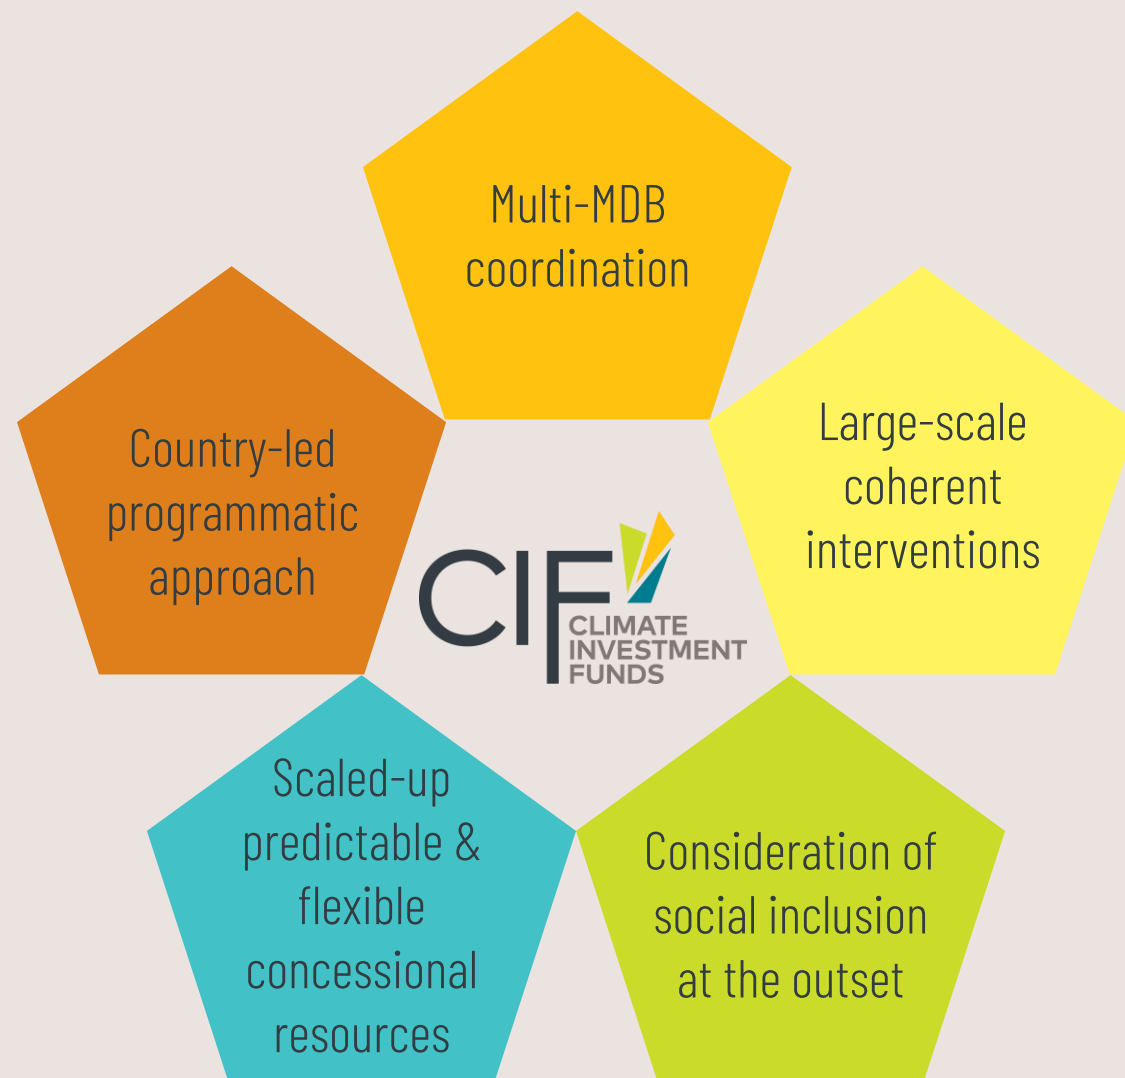 Multi-MDB
coordination
Country-led
programmatic
approach
Large-scale
coherent
interventions
CIF
CLIMATE
INVESTMENT
FUNDS
Scaled-up
predictable &
flexible
concessional
resources
Consideration of
social inclusion
at the outset